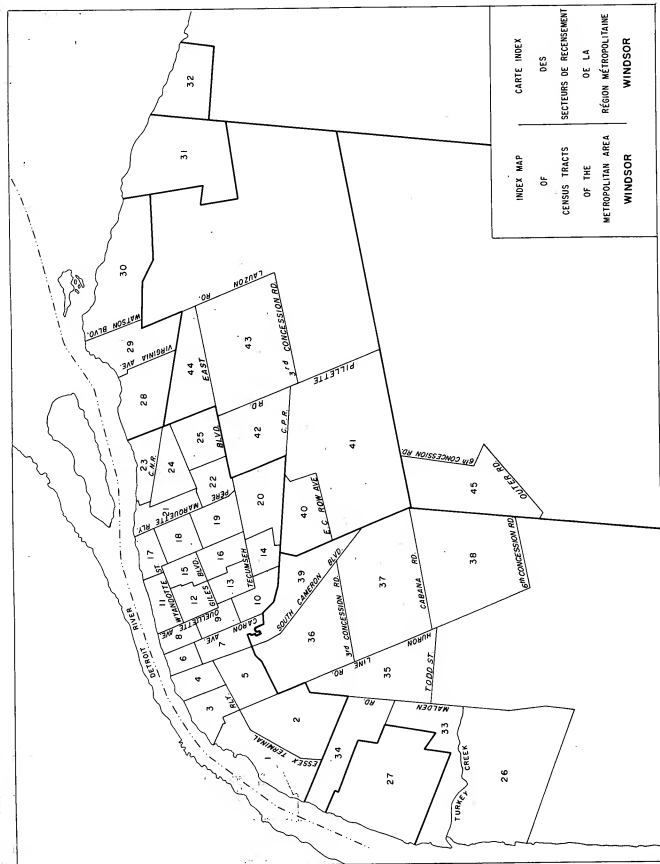 INDEX MAP
OF
CENSUS TRACTS
OF THE
METROPOLITAN AREA
WINDSOR
CARTE INDEX
DES
SECTEURS DE RECENSEMENT
DE LA
RÉGION MÉTROPOLITAINE
WINDSOR
DETROIT RIVER
32
31
30
WATSON BLVD.
29
VIRGINIA AVE.
28
LAUZON
RD.
44
EAST
43
3rd CONCESSION RD.
PILLETTE
RD
42
C.P.R.
41
23
C.N.R.
24
25
BLVD.
22
PERE
MARQUETTE
RLY.
21
20
19
18
17
16
15
14
13
12
11
10
WYANDOTTE ST
GILES
BLVD.
TECUMSEH
OUELLETTE
AVE
CARON
AVE
9
8
7
6
5
4
3
RLY.
2
ESSEX TERMINAL
1
40
E.C. ROW AVE.
39
SOUTH CAMERON BLVD.
36
3rd CONCESSION RD.
37
CABANA RD.
38
6th CONCESSION RD
45
6th CONCESSION RD.
OUTER RD.
HURON
LINE
RD.
35
TODD ST.
MALDEN
RD.
34
33
27
TURKEY CREEK
26